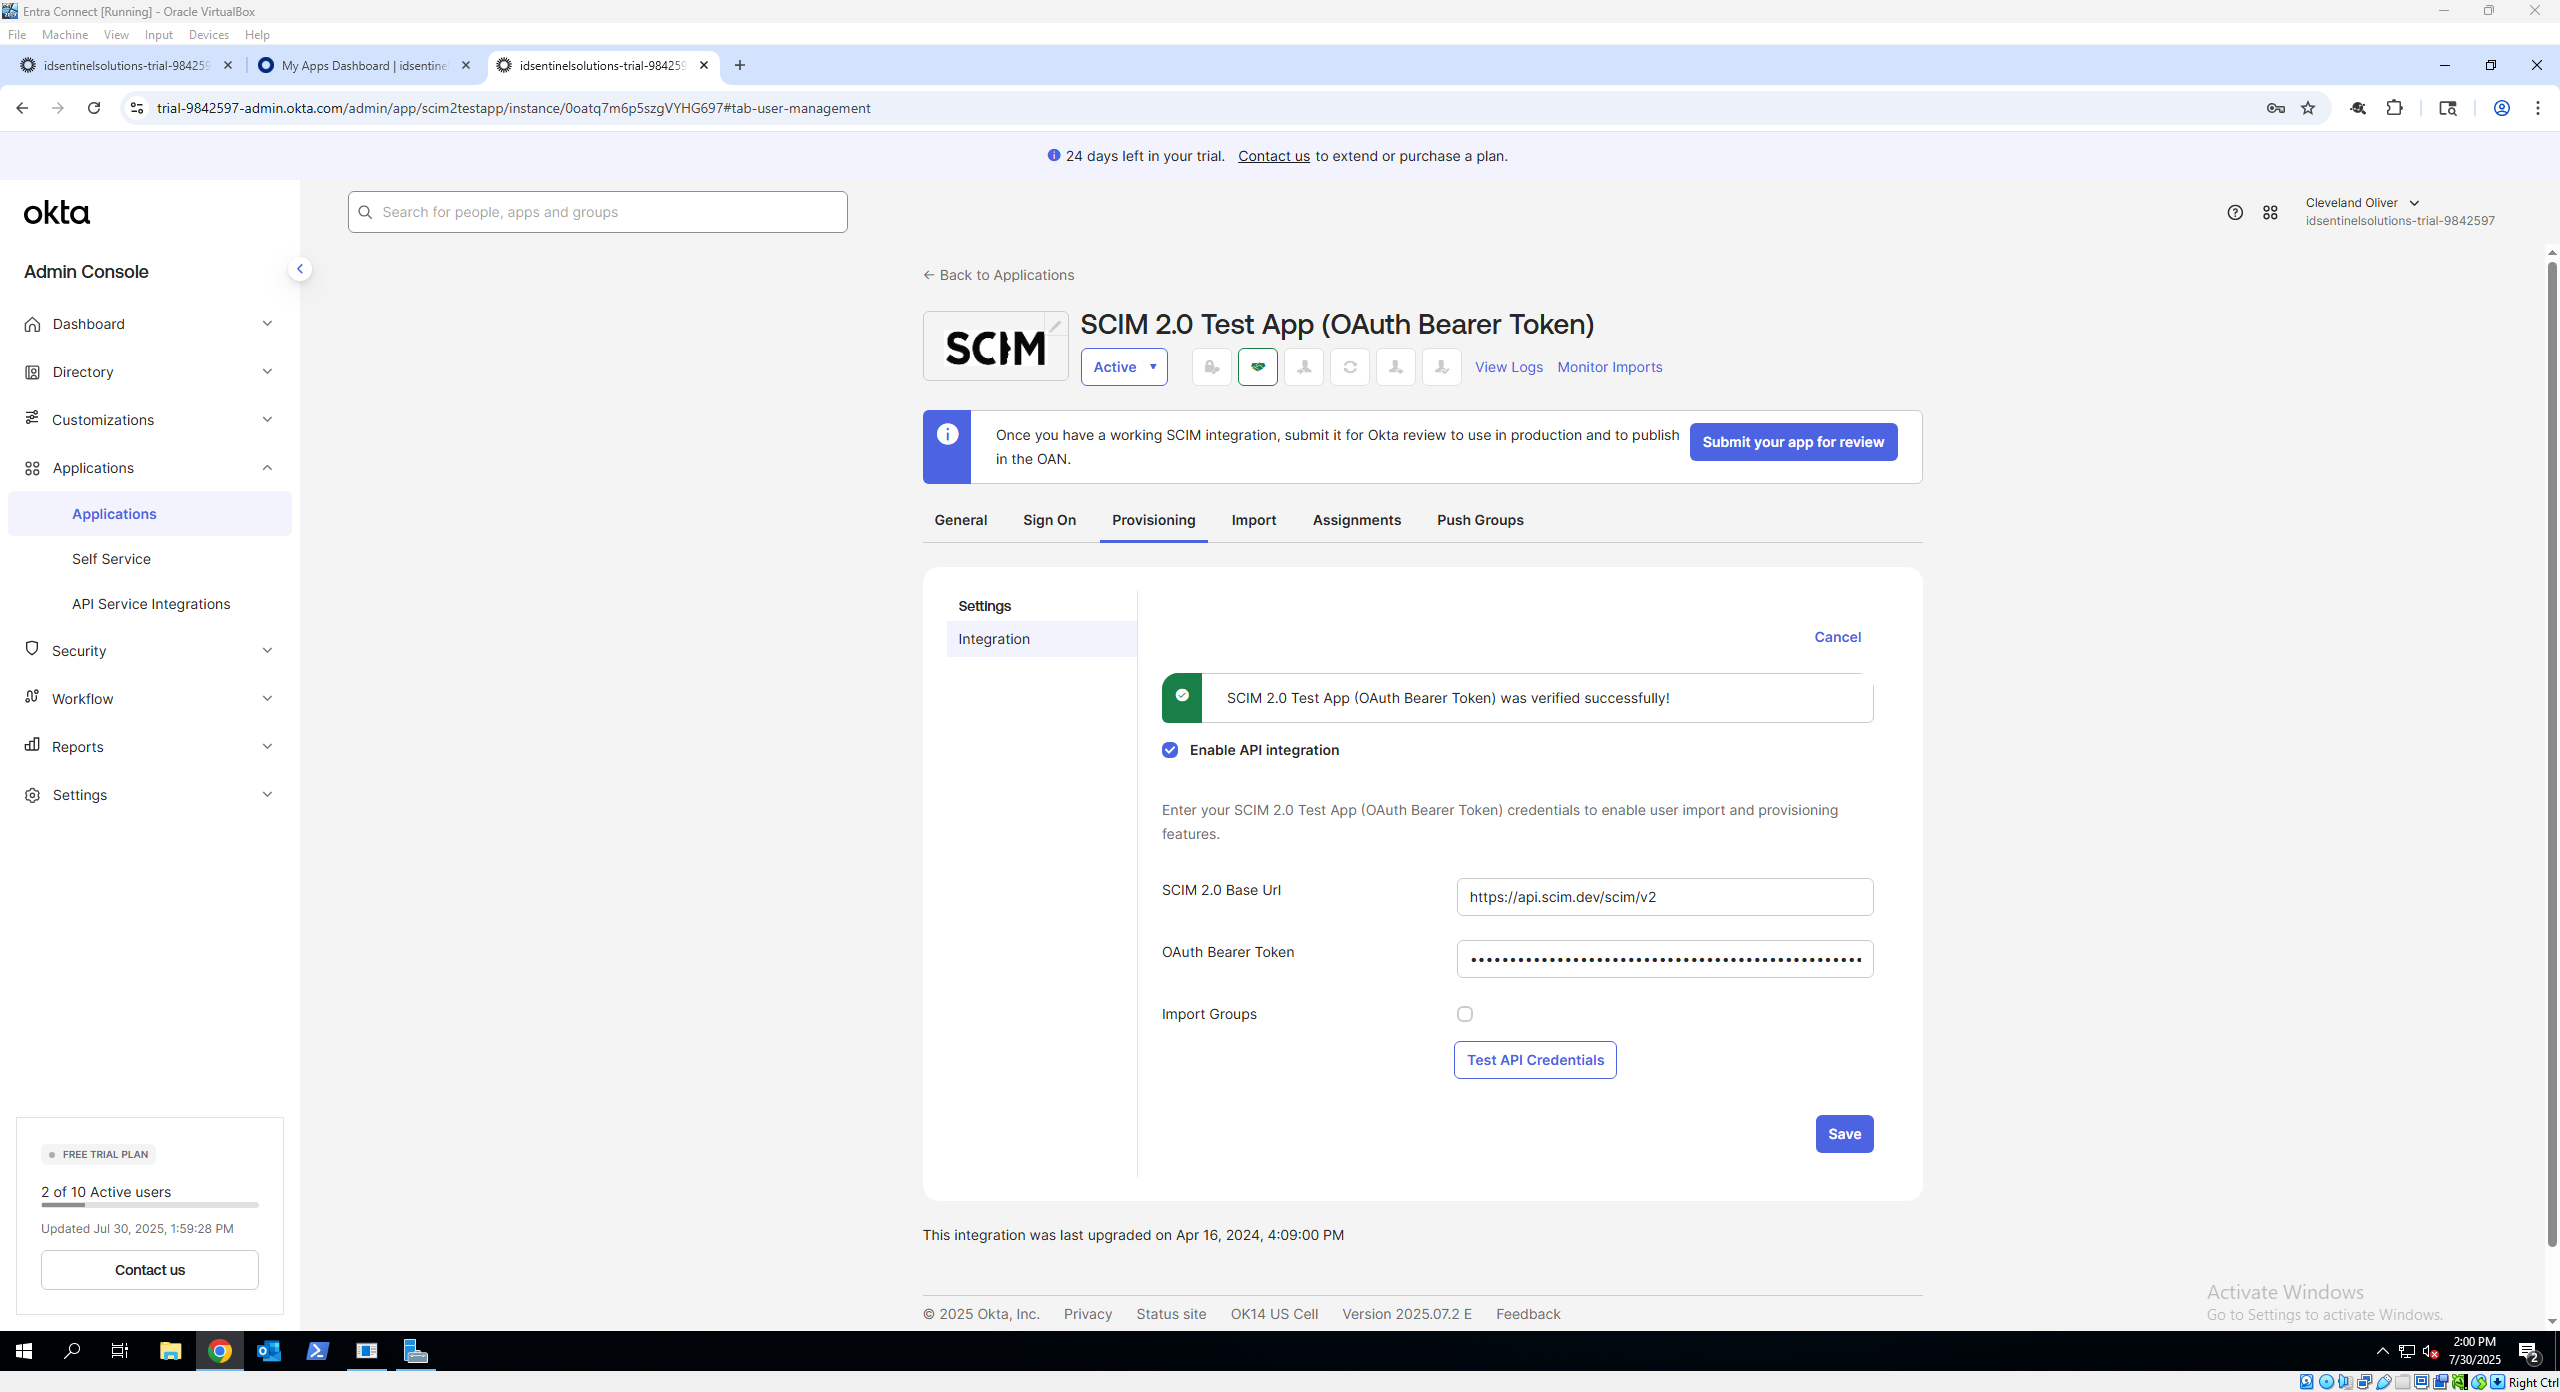 Entra Connect [Running] - Oracle VirtualBox
File Machine View Input Devices Help
idsentinelsolutions-trial-984259
My Apps Dashboard | idsentine
idsentinelsolutions-trial-984259
trial-9842597-admin.okta.com/admin/app/scim2testapp/instance/0oatq7m6p5szgVYHG697#tab-user-management
24 days left in your trial. Contact us to extend or purchase a plan.
okta
Search for people, apps and groups
Cleveland Oliver
idsentinelsolutions-trial-9842597
Admin Console
Dashboard
Directory
Customizations
Applications
Applications
Self Service
API Service Integrations
Security
Workflow
Reports
Settings
FREE TRIAL PLAN
2 of 10 Active users
Updated Jul 30, 2025, 1:59:28 PM
Contact us
← Back to Applications
SCIM
SCIM 2.0 Test App (OAuth Bearer Token)
Active
View Logs Monitor Imports
Once you have a working SCIM integration, submit it for Okta review to use in production and to publish
in the OAN.
Submit your app for review
General Sign On Provisioning Import Assignments Push Groups
Settings
Integration
Cancel
SCIM 2.0 Test App (OAuth Bearer Token) was verified successfully!
Enable API integration
Enter your SCIM 2.0 Test App (OAuth Bearer Token) credentials to enable user import and provisioning
features.
SCIM 2.0 Base Url
https://api.scim.dev/scim/v2
OAuth Bearer Token
Import Groups
Test API Credentials
Save
This integration was last upgraded on Apr 16, 2024, 4:09:00 PM
© 2025 Okta, Inc. Privacy Status site OK14 US Cell Version 2025.07.2 E Feedback
Activate Windows
Go to Settings to activate Windows.
2:00 PM
7/30/2025
2
Right Ctrl